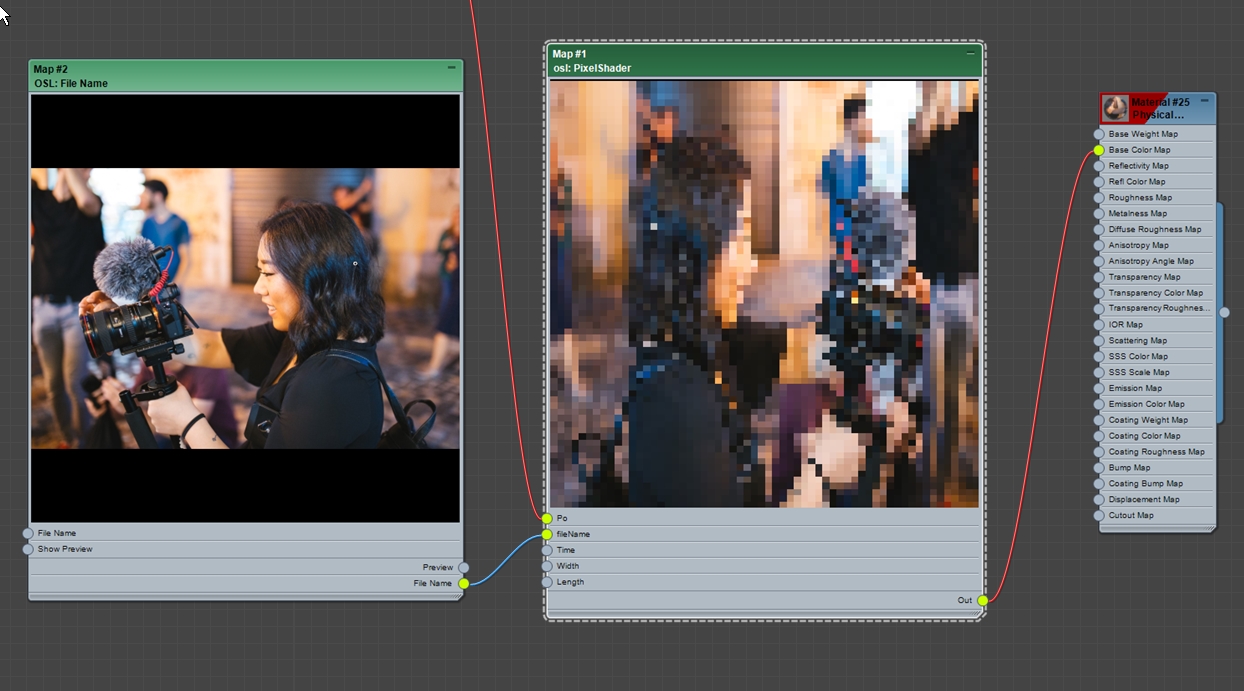 Map #2
OSL: File Name
File Name
Show Preview
Preview
File Name
Map #1
osl: PixelShader
Po
fileName
Time
Width
Length
Out
Material #25
Physical...
Base Weight Map
Base Color Map
Reflectivity Map
Refl Color Map
Roughness Map
Metalness Map
Diffuse Roughness Map
Anisotropy Map
Anisotropy Angle Map
Transparency Map
Transparency Color Map
Transparency Roughnes...
IOR Map
Scattering Map
SSS Color Map
SSS Scale Map
Emission Map
Emission Color Map
Coating Weight Map
Coating Color Map
Coating Roughness Map
Bump Map
Coating Bump Map
Displacement Map
Cutout Map